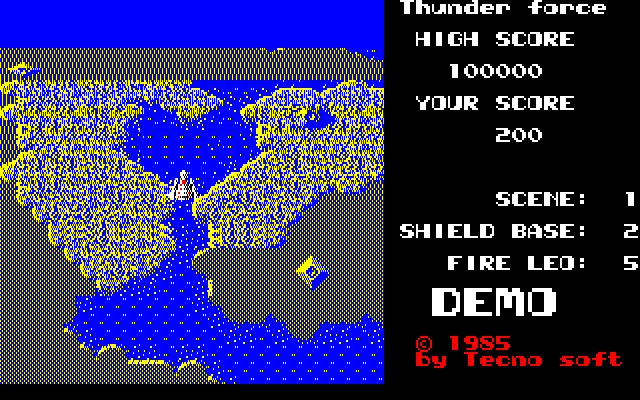 Thunder force
HIGH SCORE
100000
YOUR SCORE
200
SCENE: 1
SHIELD BASE: 2
FIRE LEO: 5
DEMO
© 1985
by Tecno soft